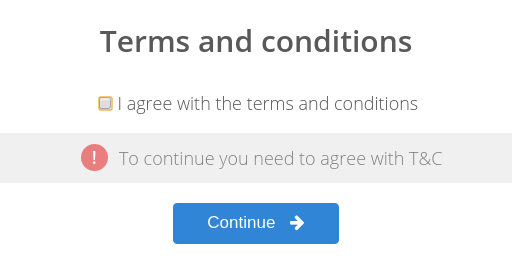 Terms and conditions
I agree with the terms and conditions
! To continue you need to agree with T&C
Continue